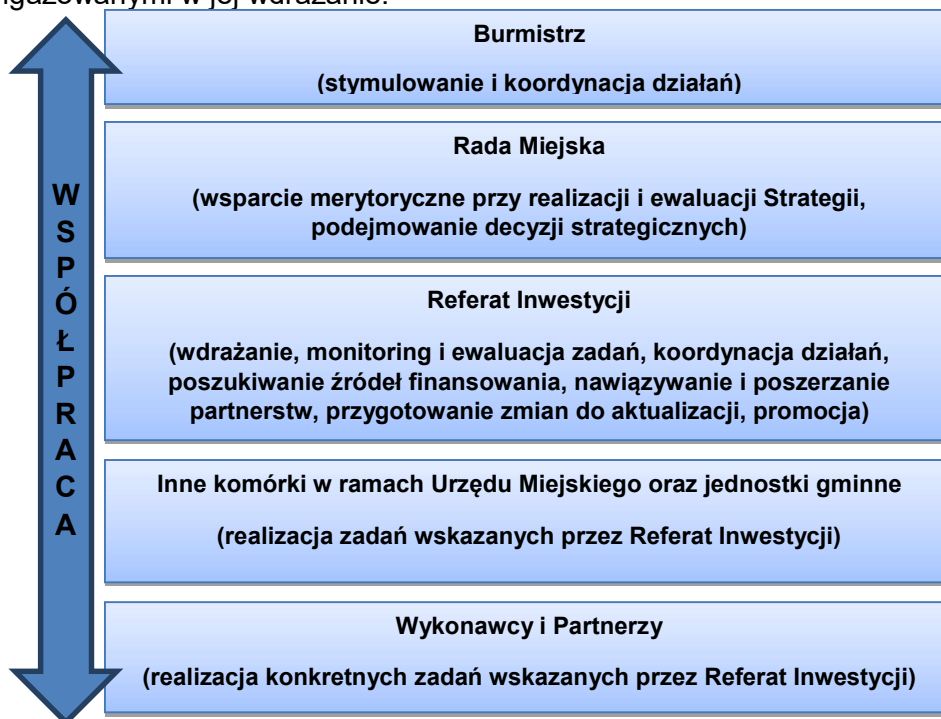 w jej wdrażanie.
Burmistrz
(stymulowanie i koordynacja działań)
Rada Miejska
(wsparcie merytoryczne przy realizacji i ewaluacji Strategii,
podejmowanie decyzji strategicznych)
Referat Inwestycji
(wdrażanie, monitoring i ewaluacja zadań, koordynacja działań,
poszukiwanie źródeł finansowania, nawiązywanie i poszerzanie
partnerstw, przygotowanie zmian do aktualizacji, promocja)
Inne komórki w ramach Urzędu Miejskiego oraz jednostki gminne
(realizacja zadań wskazanych przez Referat Inwestycji)
Wykonawcy i Partnerzy
(realizacja konkretnych zadań wskazanych przez Referat Inwestycji)
WSPÓŁPRACA